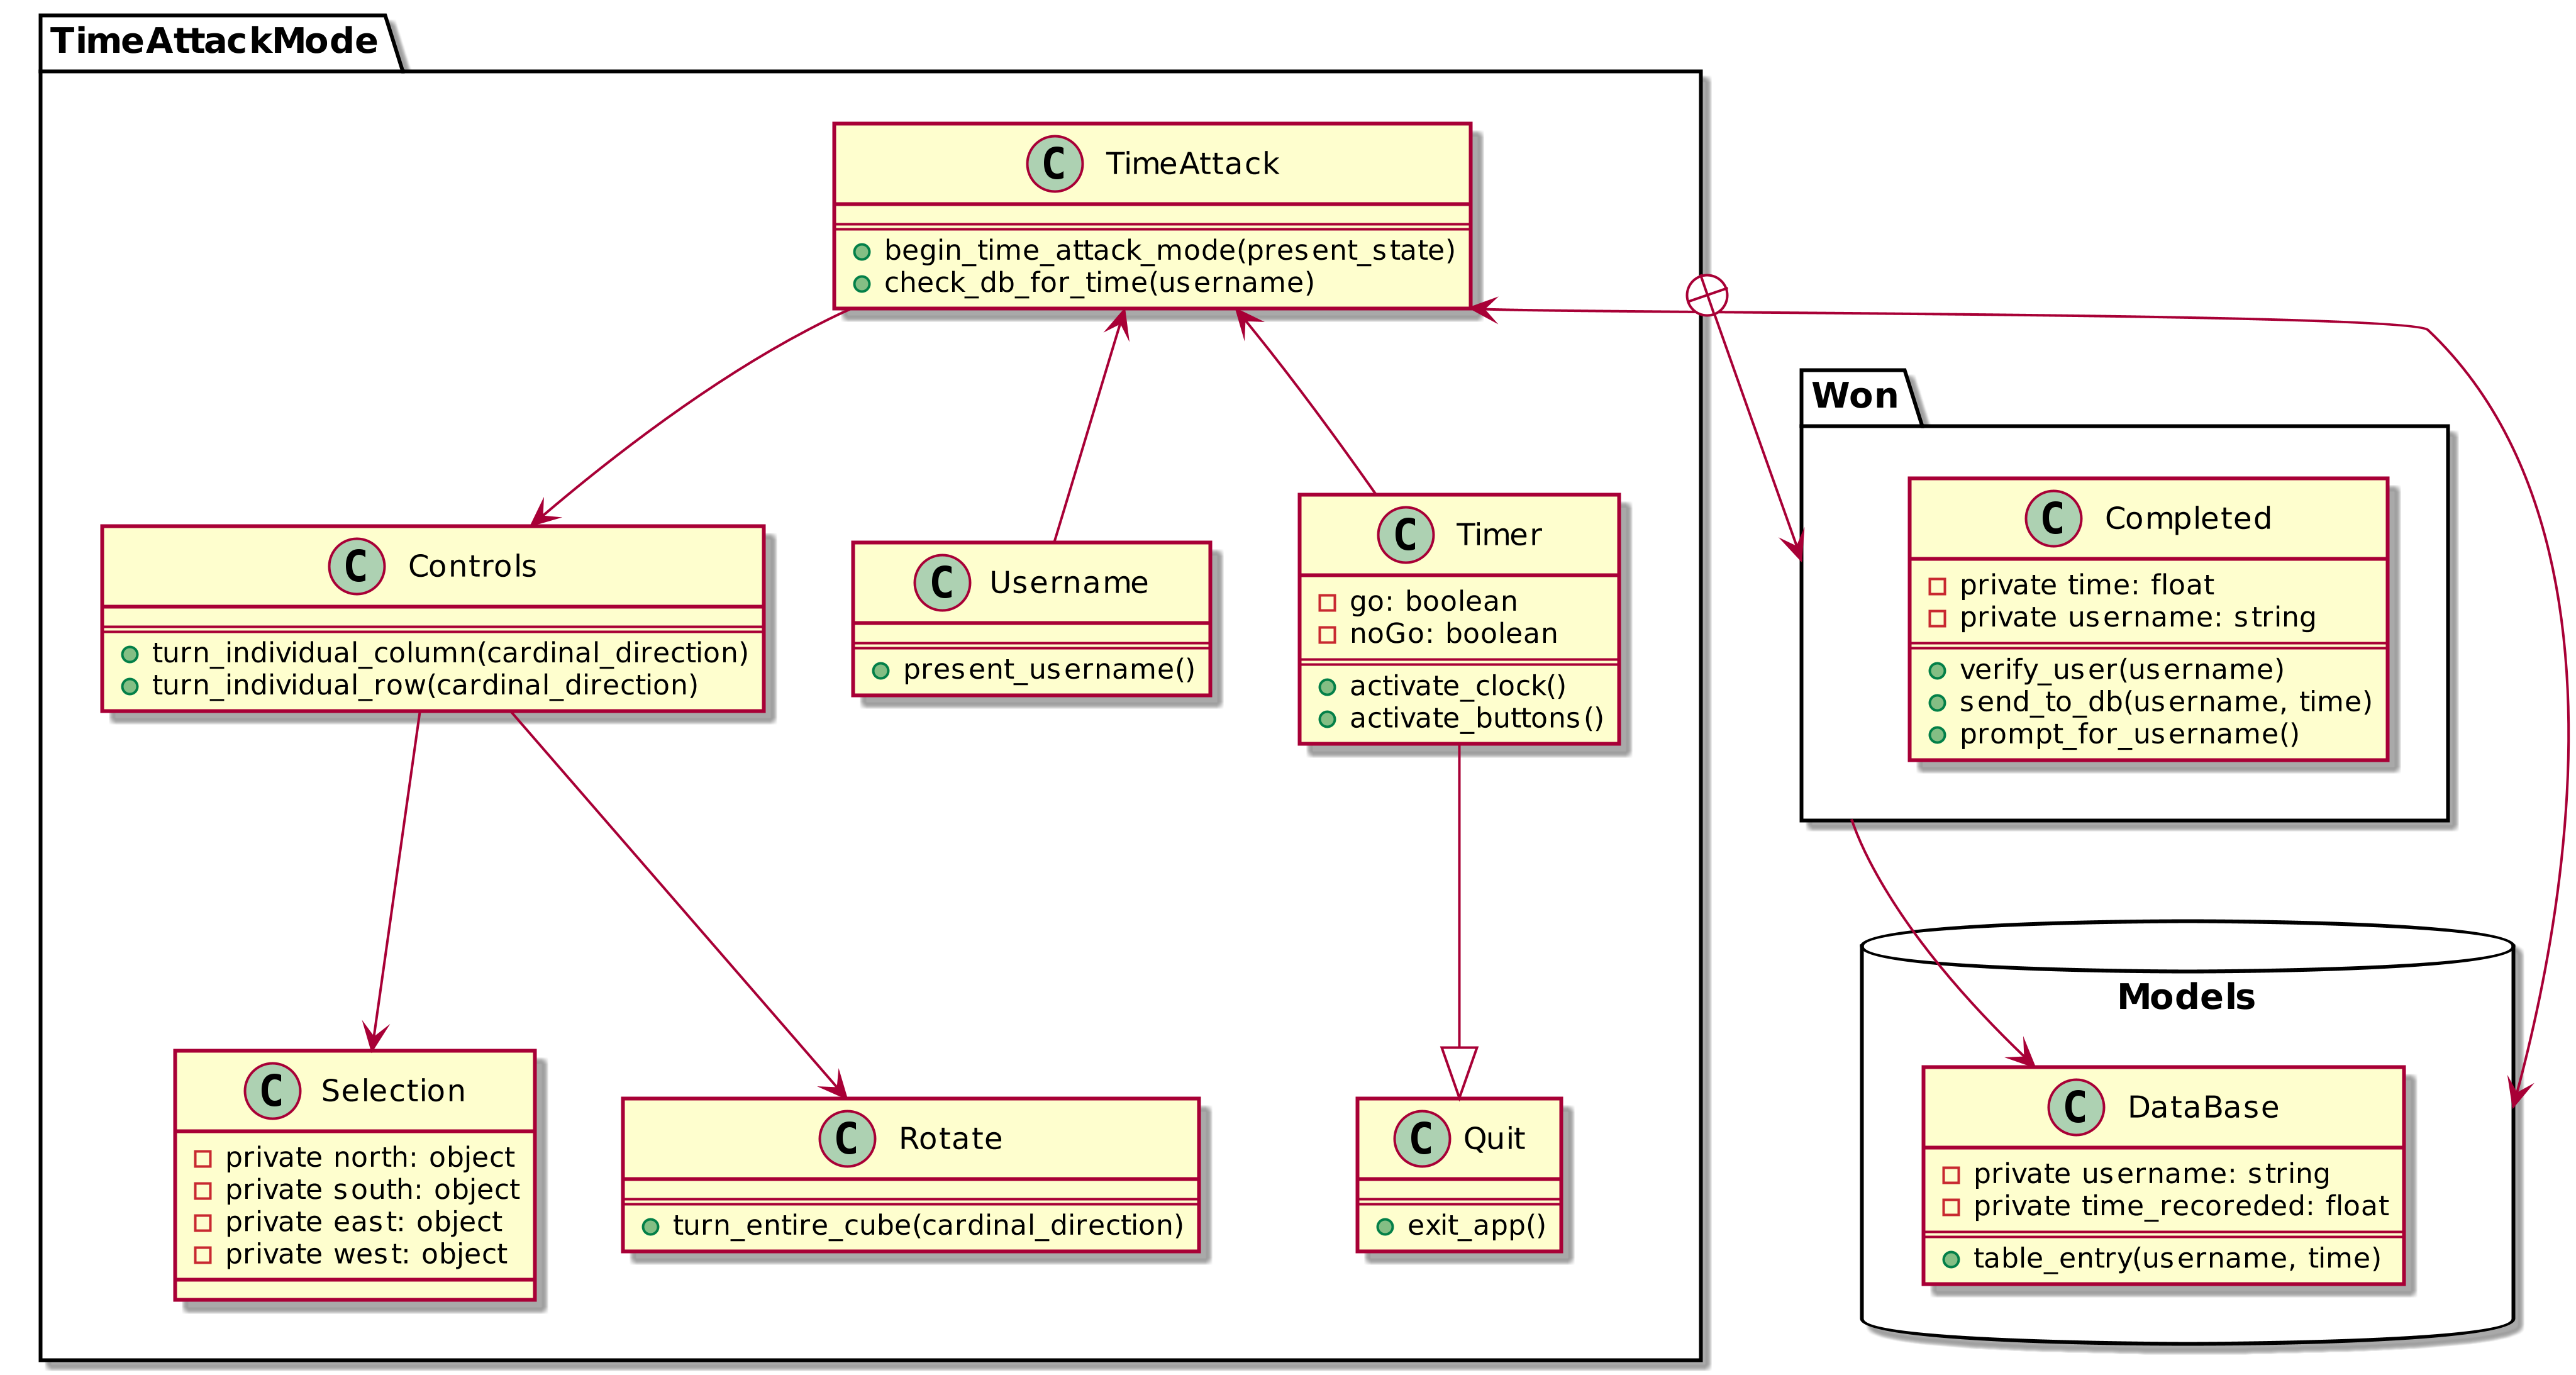 TimeAttackMode
C TimeAttack
begin_time_attack_mode(present_state)
check_db_for_time(username)
Won
C Completed
private time: float
private username: string
verify_user(username)
send_to_db(username, time)
prompt_for_username()
C Controls
turn_individual_column(cardinal_direction)
turn_individual_row(cardinal_direction)
C Username
present_username()
C Timer
go: boolean
noGo: boolean
activate_clock()
activate_buttons()
Models
C Selection
private north: object
private south: object
private east: object
private west: object
C Rotate
turn_entire_cube(cardinal_direction)
C Quit
exit_app()
C DataBase
private username: string
private time_recoreded: float
table_entry(username, time)